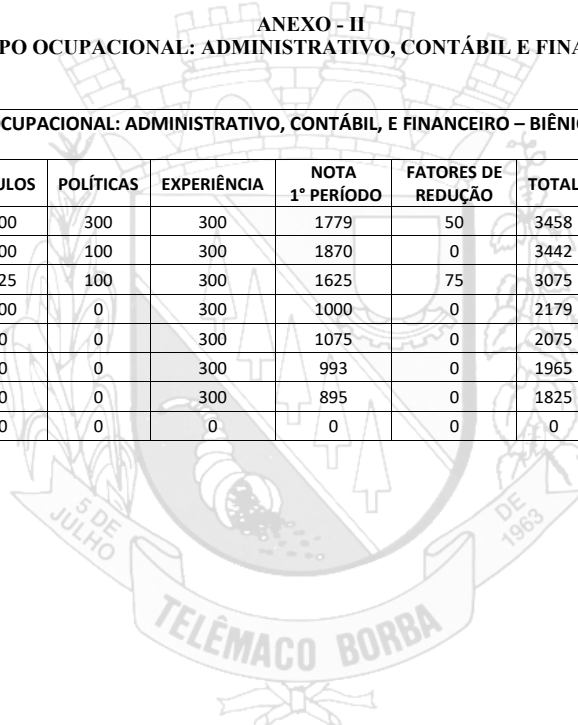 ANEXO - II
PO OCUPACIONAL: ADMINISTRATIVO, CONTÁBIL E FINA
CUPACIONAL: ADMINISTRATIVO, CONTÁBIL, E FINANCEIRO – BIÊNIO
ULOS POLÍTICAS EXPERIÊNCIA NOTA 1° PERÍODO FATORES DE REDUÇÃO TOTAL
00 300 300 1779 50 3458
00 100 300 1870 0 3442
25 100 300 1625 75 3075
00 0 300 1000 0 2179
0 0 300 1075 0 2075
0 0 300 993 0 1965
0 0 300 895 0 1825
0 0 0 0 0 0
5 DE JULHO
DE 1963
TELÊMACO BORBA